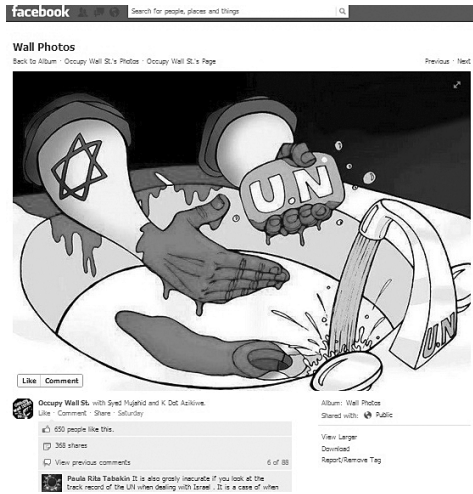 facebook
Search for people, places and things
Wall Photos
Back to Album · Occupy Wall St.'s Photos · Occupy Wall St.'s Page
Previous · Next
U.N
U.N
Like Comment
Occupy Wall St. with Syed Mujahid and K Dot Azikiwe.
Like · Comment · Share · Saturday
650 people like this.
368 shares
View previous comments
6 of 88
Paula Rita Tabakin It is also grosly inacurate if you look at the
track record of the UN when dealing with Israel . It is a case of when
Album: Wall Photos
Shared with: Public
View Larger
Download
Report/Remove Tag